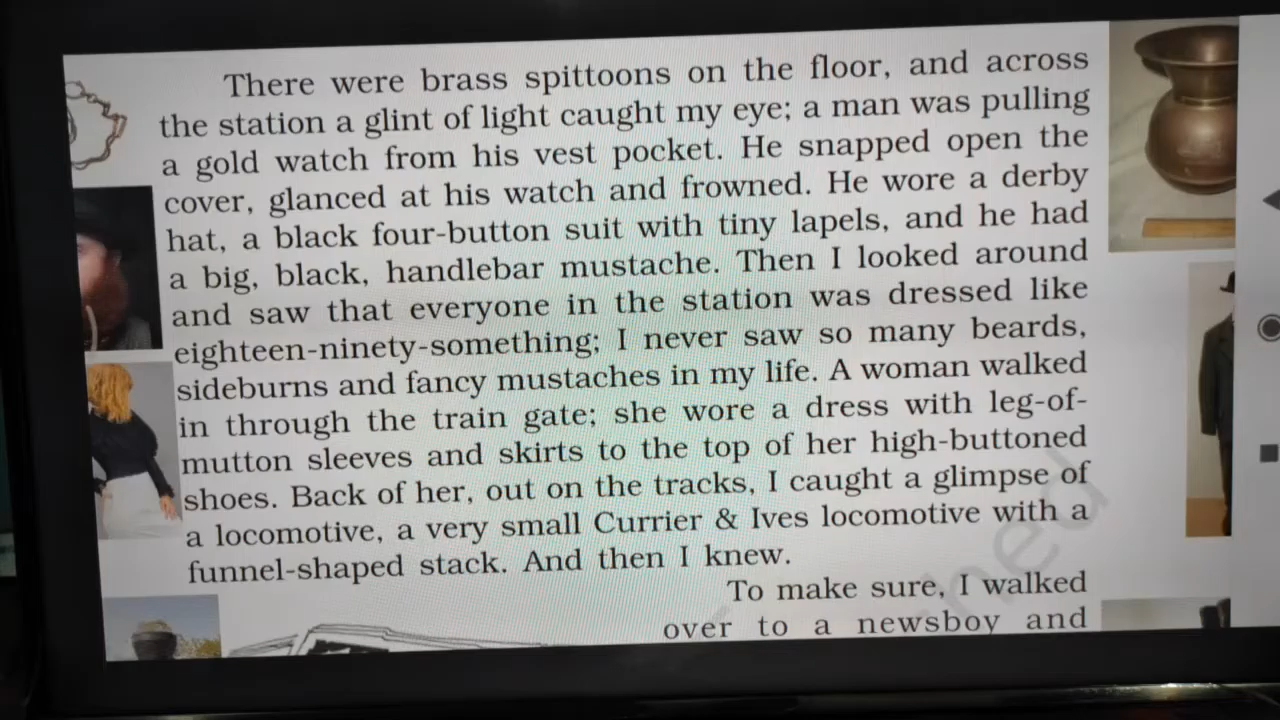 There were brass spittoons on the floor, and across
the station a glint of light caught my eye; a man was pulling
a gold watch from his vest pocket. He snapped open the
cover, glanced at his watch and frowned. He wore a derby
hat, a black four-button suit with tiny lapels, and he had
a big, black, handlebar mustache. Then I looked around
and saw that everyone in the station was dressed like
eighteen-ninety-something; I never saw so many beards,
sideburns and fancy mustaches in my life. A woman walked
in through the train gate; she wore a dress with leg-of-
mutton sleeves and skirts to the top of her high-buttoned
shoes. Back of her, out on the tracks, I caught a glimpse of
a locomotive, a very small Currier & Ives locomotive with a
funnel-shaped stack. And then I knew.
To make sure, I walked
over to a newsboy and